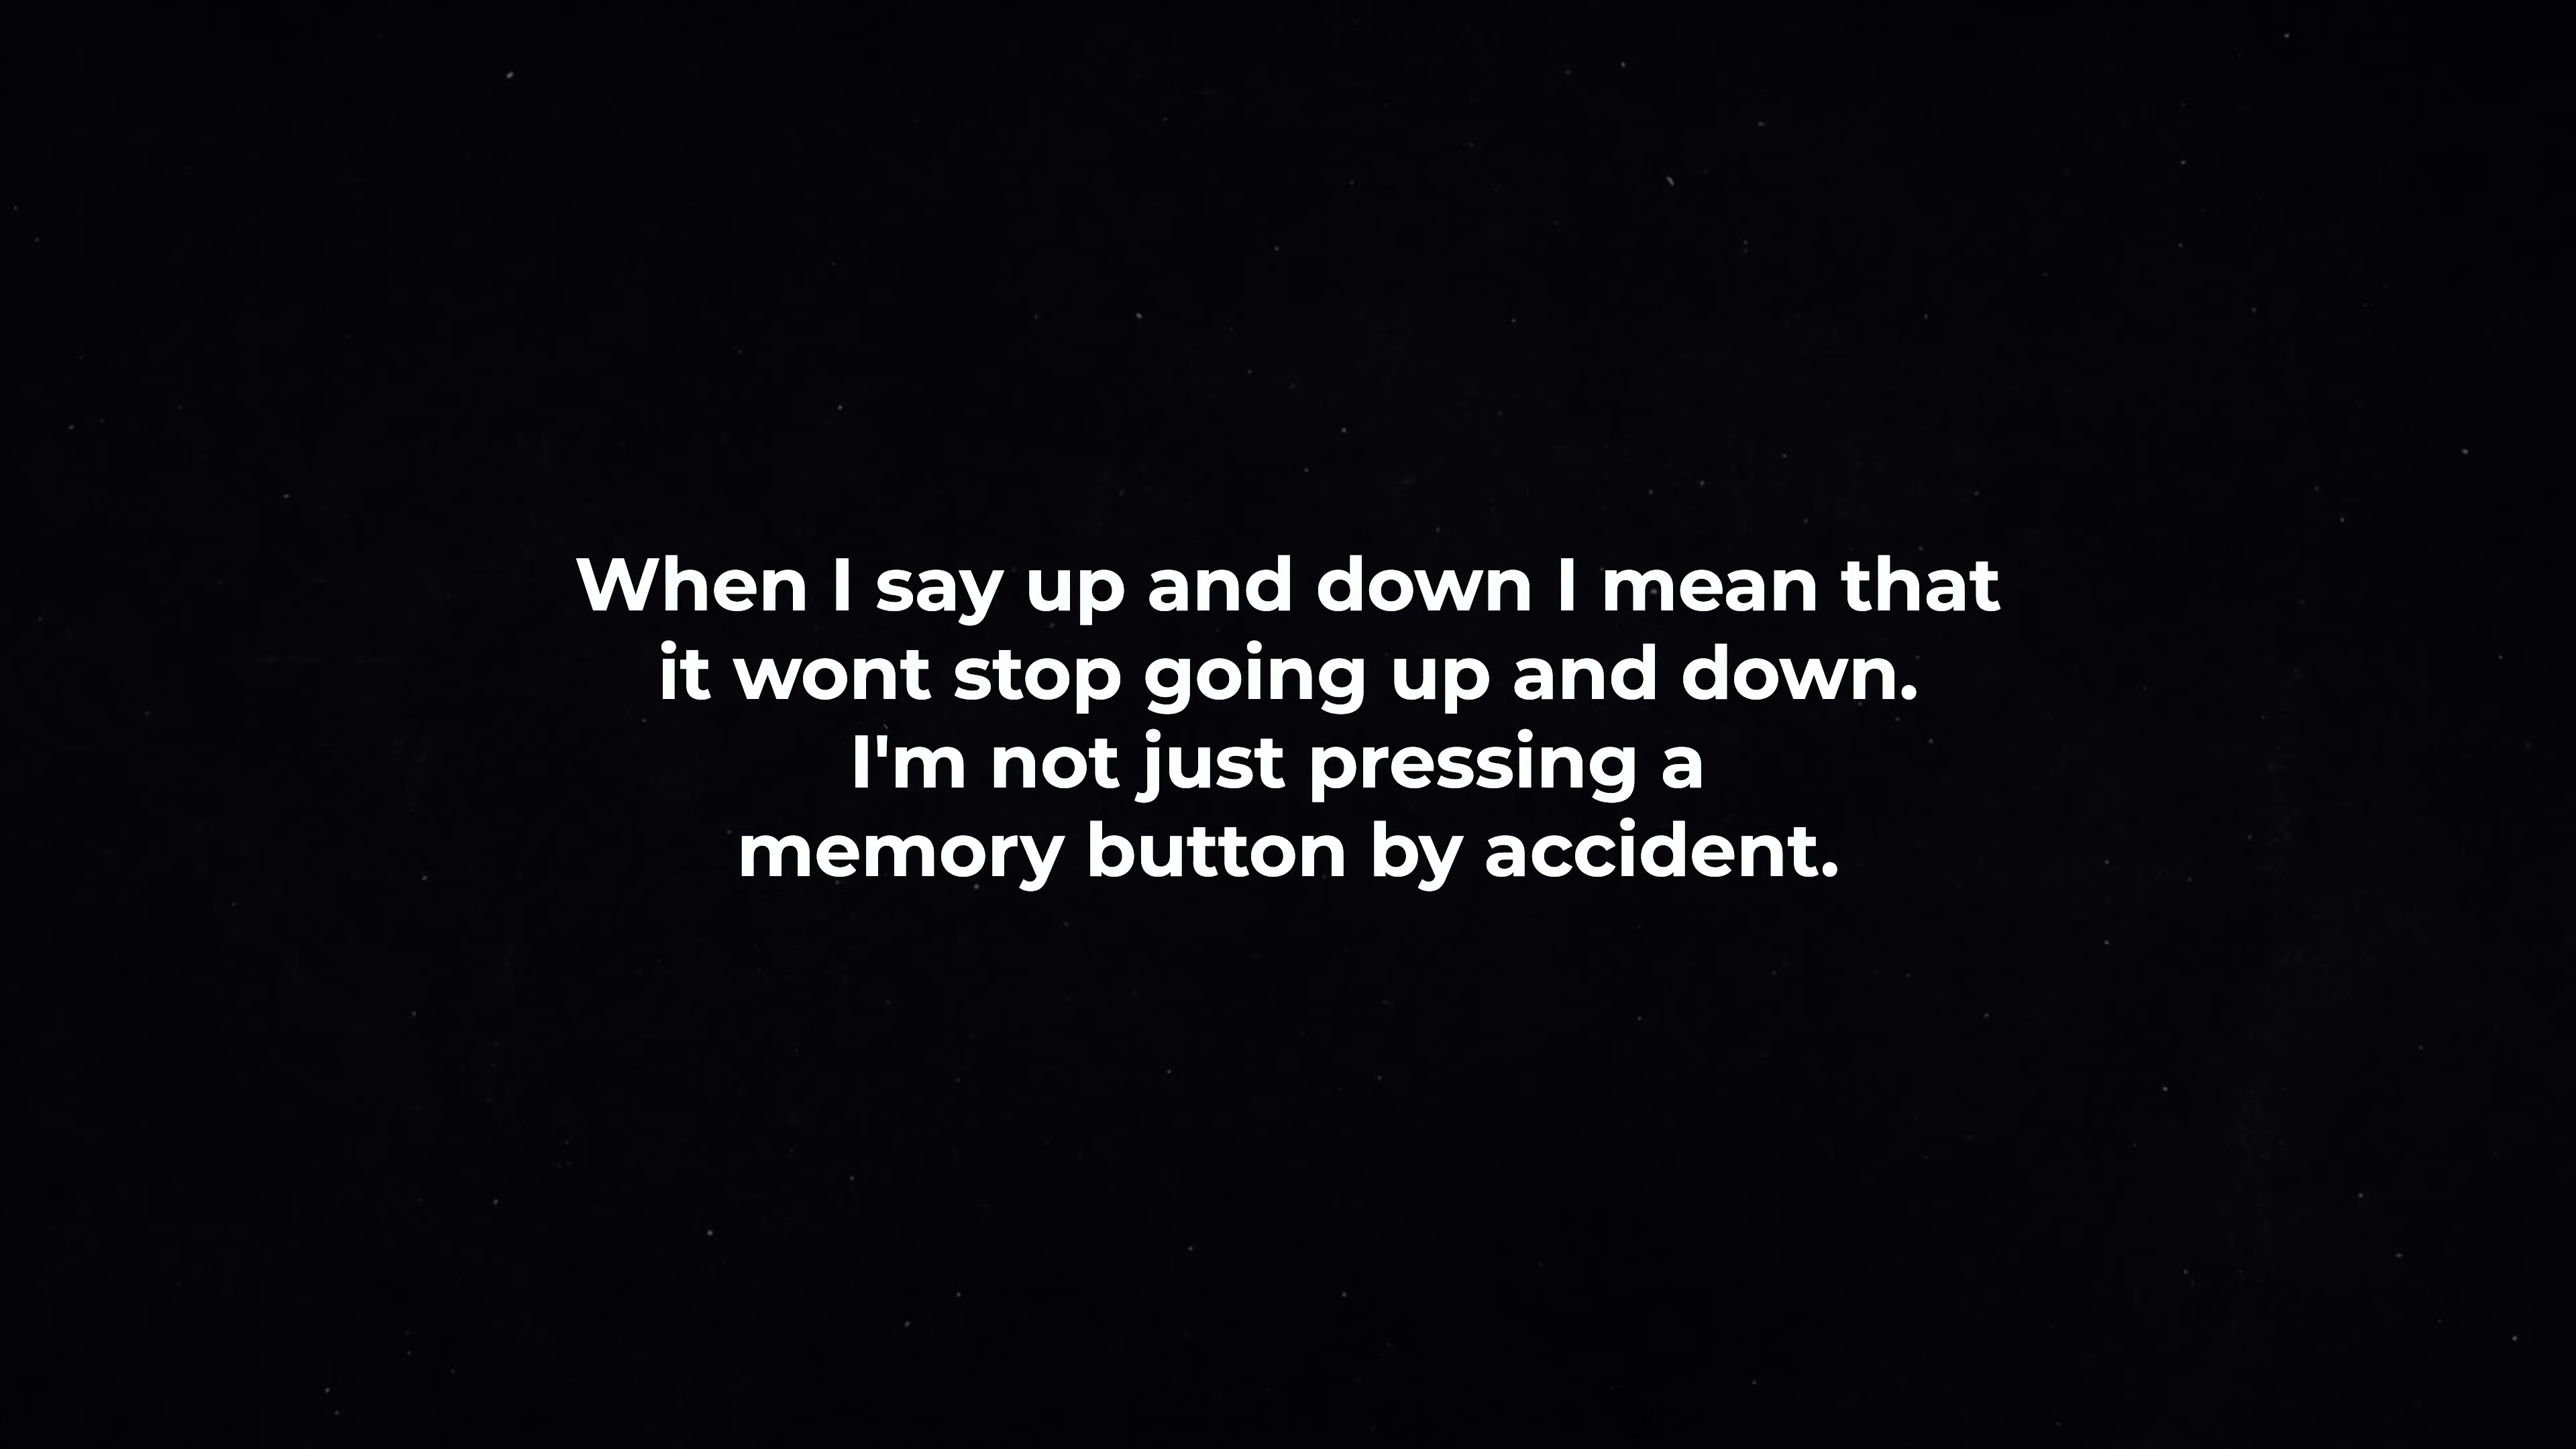 When I say up and down I mean that
it wont stop going up and down.
I'm not just pressing a
memory button by accident.